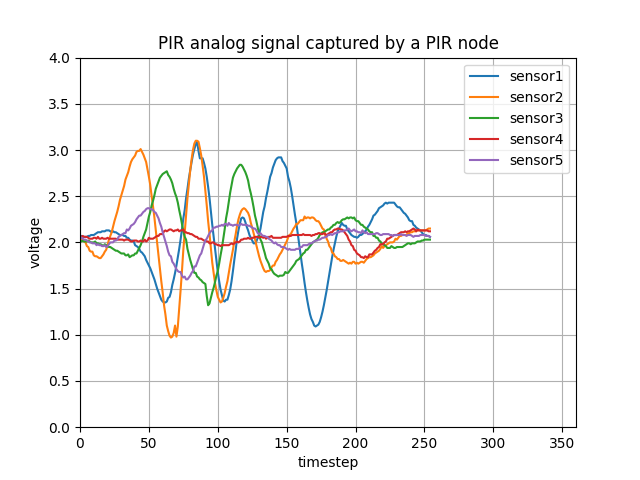 PIR analog signal captured by a PIR node
4.0
3.5
3.0
2.5
2.0
1.5
1.0
0.5
0.0
voltage
sensor1
sensor2
sensor3
sensor4
sensor5
0 50 100 150 200 250 300 350
timestep